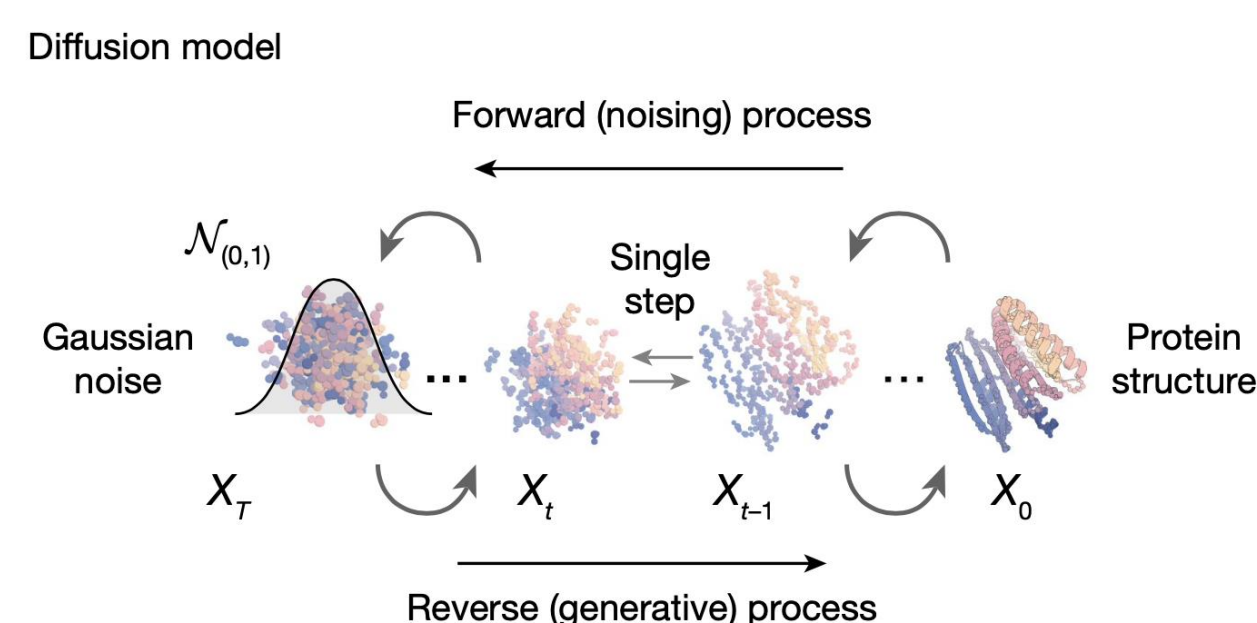 Diffusion model
Forward (noising) process
𝒩(0,1)
Single
step
Gaussian
noise
...
...
Protein
structure
X_T
X_t
X_{t–1}
X_0
Reverse (generative) process